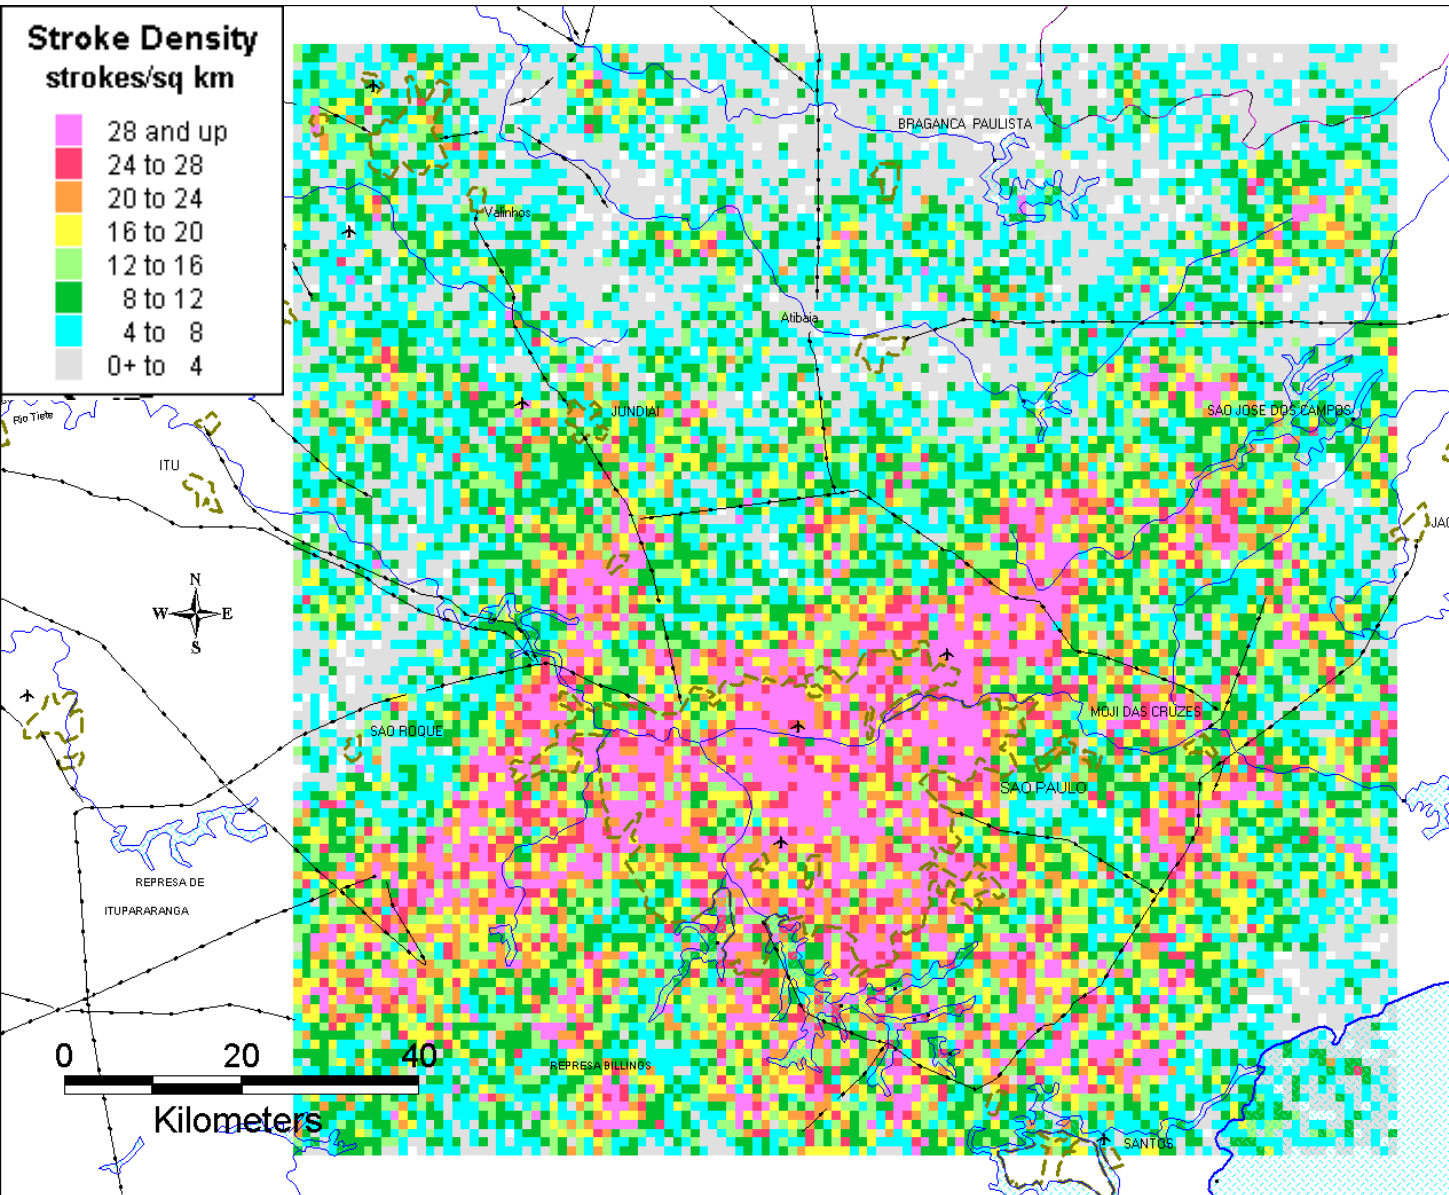 Stroke Density
strokes/sq km
28 and up
24 to 28
20 to 24
16 to 20
12 to 16
8 to 12
4 to 8
0+ to 4
BRAGANCA PAULISTA
Valinhos
Atibaia
Rio Tiete
JUNDIAI
SAO JOSE DOS CAMPOS
ITU
JAC
N
W E
S
MOJI DAS CRUZES
SAO ROQUE
SAO PAULO
REPRESA DE
ITUPARARANGA
0 20 40
REPRESA BILLINGS
Kilometers
SANTOS